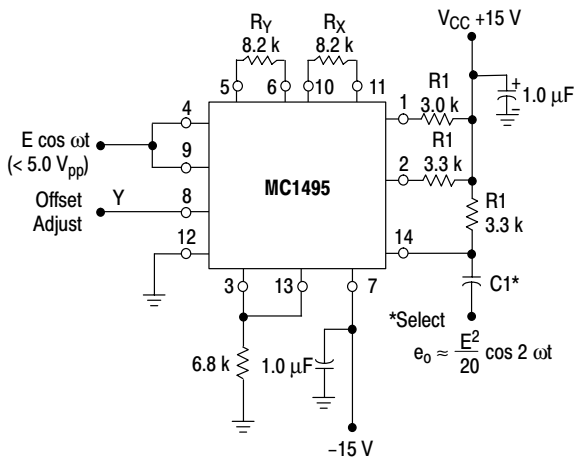 RY
8.2 k
RX
8.2 k
VCC +15 V
5
6
10
11
4
1
R1
3.0 k
+
–
1.0 μF
E cos ωt
(< 5.0 Vpp)
9
R1
2
3.3 k
MC1495
Offset
Adjust
Y
8
R1
3.3 k
12
14
3
13
7
C1*
*Select
eo ≈ E²/20 cos 2 ωt
6.8 k
1.0 μF
–15 V